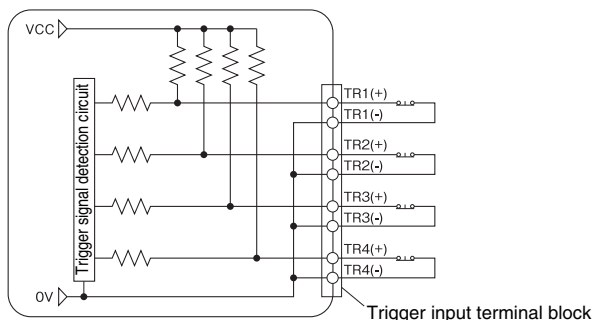 VCC
Trigger signal detection circuit
0V
TR1(+)
TR1(-)
TR2(+)
TR2(-)
TR3(+)
TR3(-)
TR4(+)
TR4(-)
Trigger input terminal block